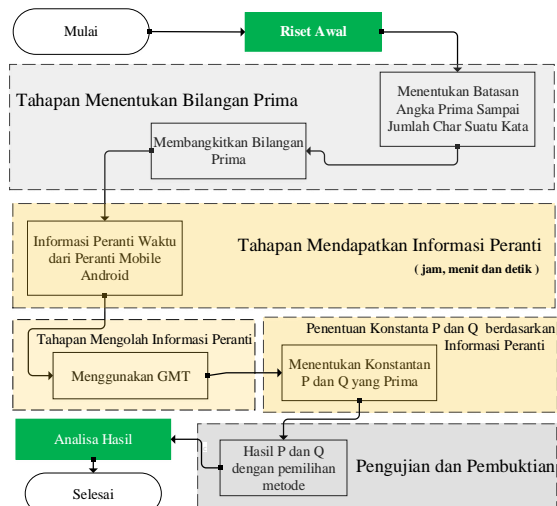 Mulai
Riset Awal
Tahapan Menentukan Bilangan Prima
Menentukan Batasan
Angka Prima Sampai
Jumlah Char Suatu Kata
Membangkitkan Bilangan
Prima
Informasi Peranti Waktu
dari Peranti Mobile
Android
Tahapan Mendapatkan Informasi Peranti
( jam, menit dan detik )
Tahapan Mengolah Informasi Peranti
Menggunakan GMT
Penentuan Konstanta P dan Q berdasarkan
Informasi Peranti
Menentukan Konstantan
P dan Q yang Prima
Analisa Hasil
Hasil P dan Q
dengan pemilihan
metode
Pengujian dan Pembuktian
Selesai